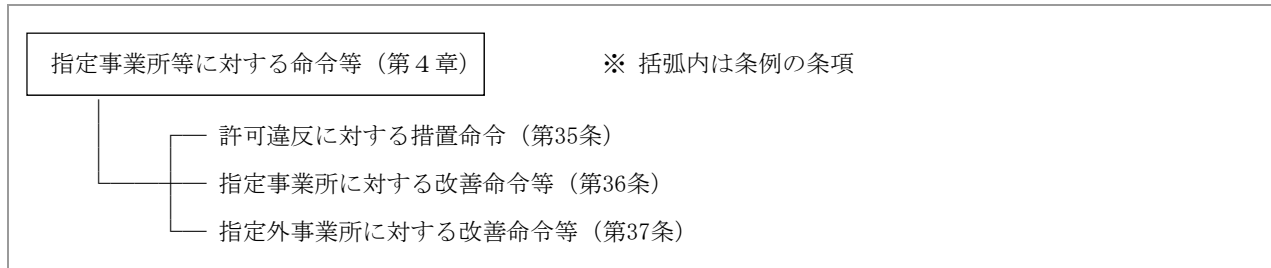 指定事業所等に対する命令等（第４章）　　　　※ 括弧内は条例の条項
許可違反に対する措置命令（第35条）
指定事業所に対する改善命令等（第36条）
指定外事業所に対する改善命令等（第37条）